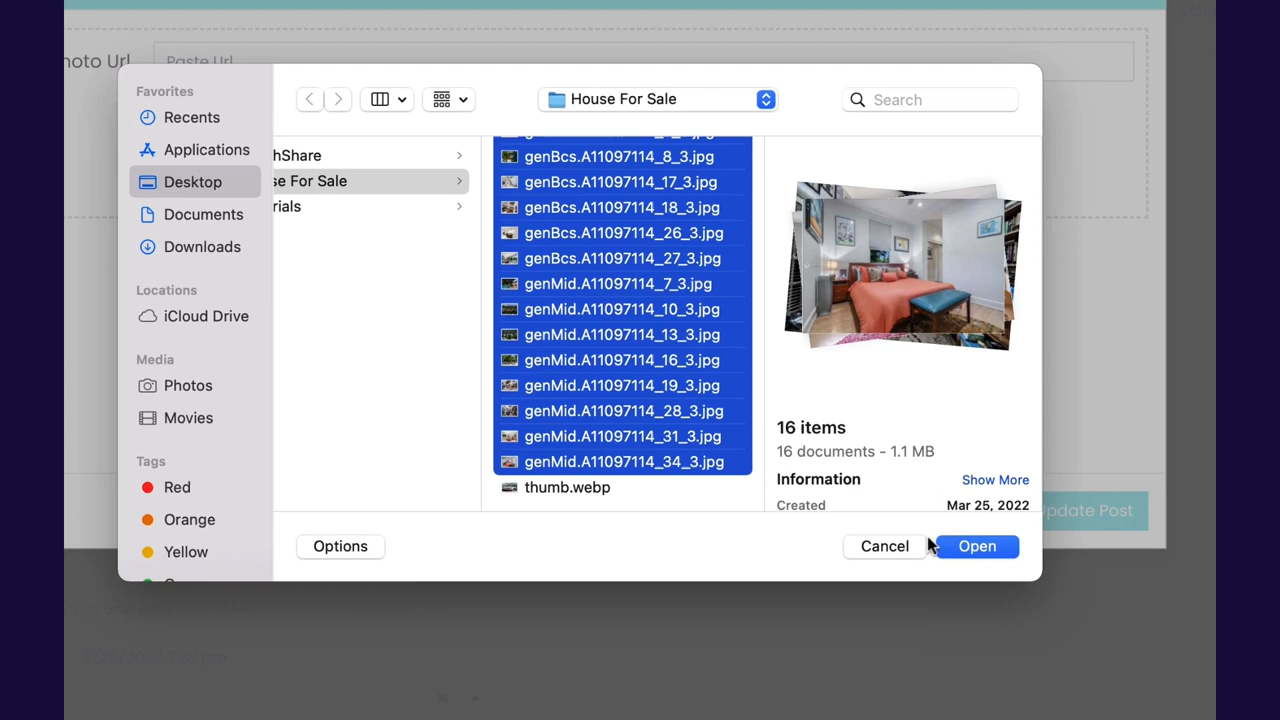 hoto Url
Paste Url
Favorites
Recents
Applications
Desktop
Documents
Downloads
Locations
iCloud Drive
Media
Photos
Movies
Tags
Red
Orange
Yellow
House For Sale
Search
hShare
se For Sale
rials
genBcs.A11097114_8_3.jpg
genBcs.A11097114_17_3.jpg
genBcs.A11097114_18_3.jpg
genBcs.A11097114_26_3.jpg
genBcs.A11097114_27_3.jpg
genMid.A11097114_7_3.jpg
genMid.A11097114_10_3.jpg
genMid.A11097114_13_3.jpg
genMid.A11097114_16_3.jpg
genMid.A11097114_19_3.jpg
genMid.A11097114_28_3.jpg
genMid.A11097114_31_3.jpg
genMid.A11097114_34_3.jpg
thumb.webp
16 items
16 documents - 1.1 MB
Information
Show More
Created
Mar 25, 2022
Options
Cancel
Open
pdate Post